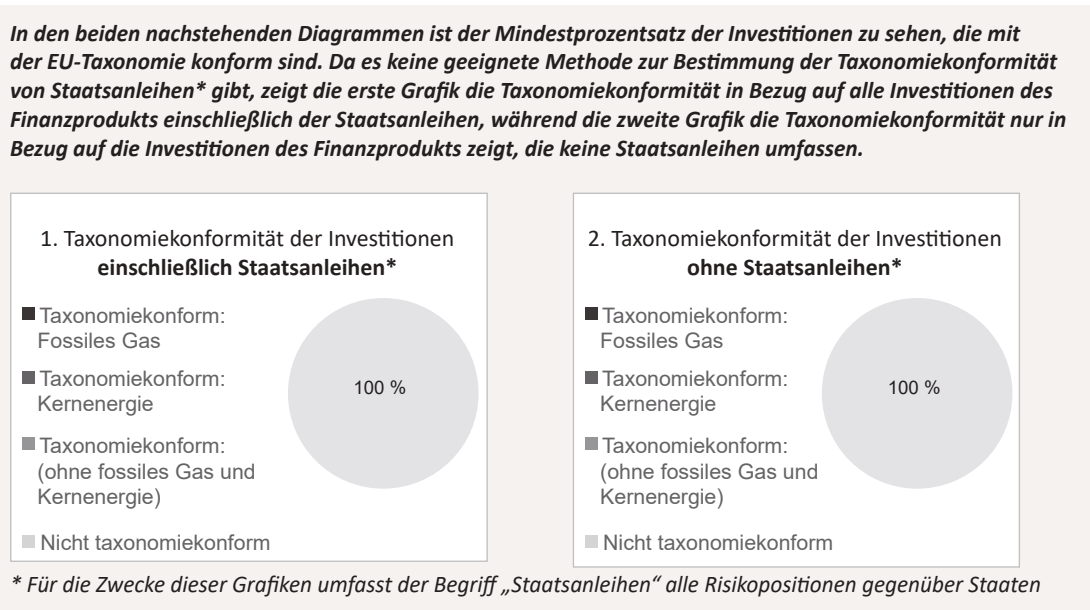 In den beiden nachstehenden Diagrammen ist der Mindestprozentsatz der Investitionen zu sehen, die mit
der EU-Taxonomie konform sind. Da es keine geeignete Methode zur Bestimmung der Taxonomiekonformität
von Staatsanleihen* gibt, zeigt die erste Grafik die Taxonomiekonformität in Bezug auf alle Investitionen des
Finanzprodukts einschließlich der Staatsanleihen, während die zweite Grafik die Taxonomiekonformität nur in
Bezug auf die Investitionen des Finanzprodukts zeigt, die keine Staatsanleihen umfassen.
1. Taxonomiekonformität der Investitionen
einschließlich Staatsanleihen*
Taxonomiekonform:
Fossiles Gas
Taxonomiekonform:
Kernenergie
Taxonomiekonform:
(ohne fossiles Gas und
Kernenergie)
Nicht taxonomiekonform
100 %
2. Taxonomiekonformität der Investitionen
ohne Staatsanleihen*
Taxonomiekonform:
Fossiles Gas
Taxonomiekonform:
Kernenergie
Taxonomiekonform:
(ohne fossiles Gas und
Kernenergie)
Nicht taxonomiekonform
100 %
* Für die Zwecke dieser Grafiken umfasst der Begriff „Staatsanleihen“ alle Risikopositionen gegenüber Staaten